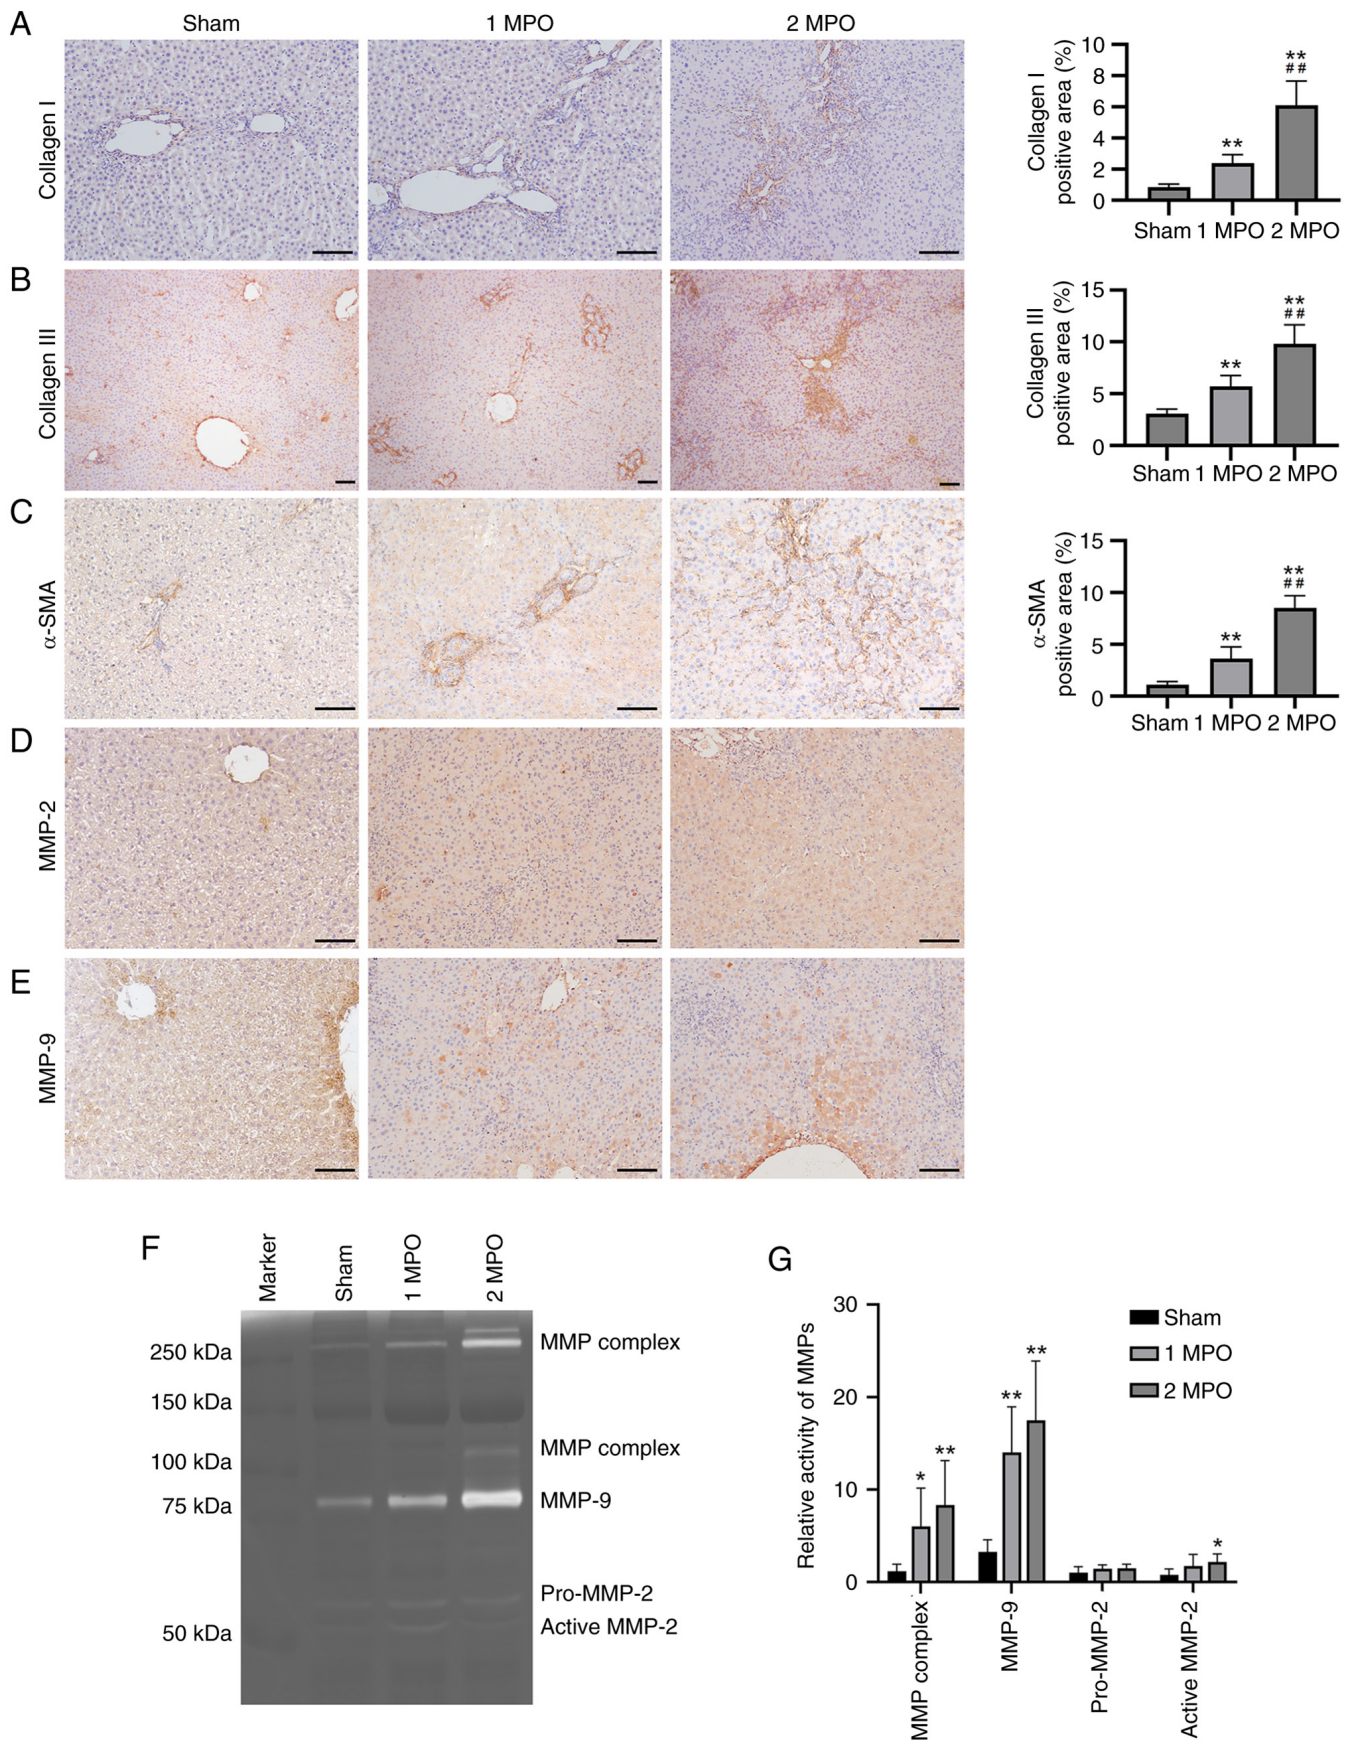 A
Sham
1 MPO
2 MPO
Collagen I
Collagen I
positive area (%)
10
8
6
4
2
0
**
**
##
Sham 1 MPO 2 MPO
B
Collagen III
Collagen III
positive area (%)
15
10
5
0
**
**
##
Sham 1 MPO 2 MPO
C
α-SMA
α-SMA
positive area (%)
15
10
5
0
**
**
##
Sham 1 MPO 2 MPO
D
MMP-2
E
MMP-9
F
Marker
Sham
1 MPO
2 MPO
250 kDa
150 kDa
100 kDa
75 kDa
50 kDa
MMP complex
MMP complex
MMP-9
Pro-MMP-2
Active MMP-2
G
Relative activity of MMPs
30
20
10
0
*
**
**
**
*
Sham
1 MPO
2 MPO
MMP complex
MMP-9
Pro-MMP-2
Active MMP-2